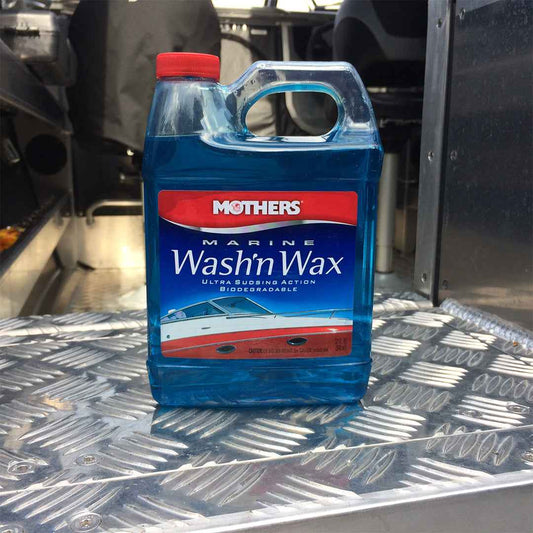 MOTHERS
MARINE
Wash'n Wax
ULTRA SUDSING ACTION
BIODEGRADABLE